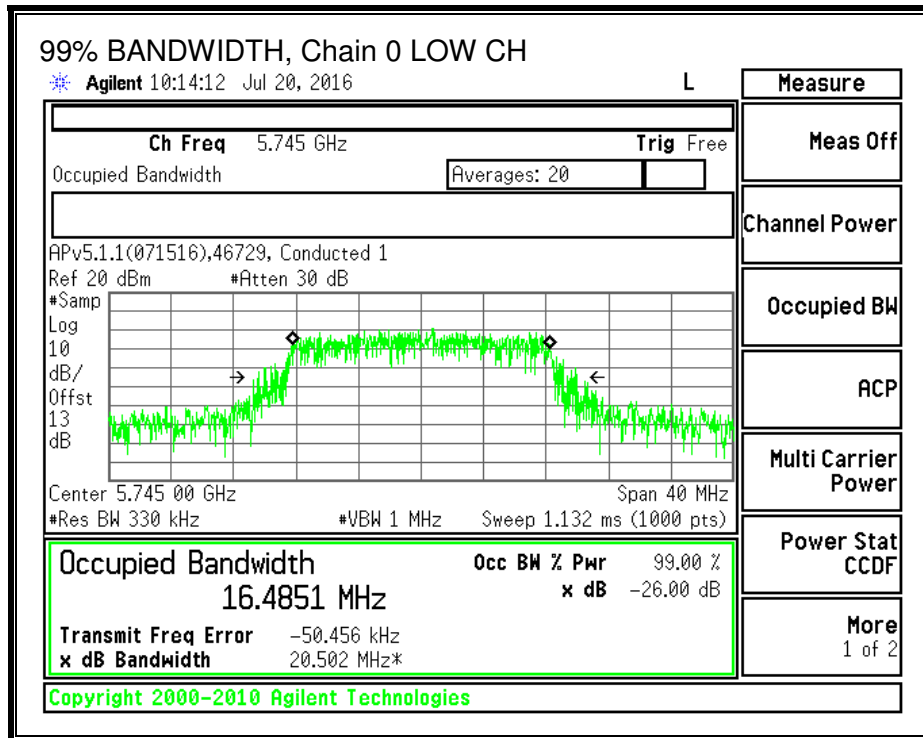 99% BANDWIDTH, Chain 0 LOW CH
Agilent 10:14:12 Jul 20, 2016 L
Measure
Ch Freq 5.745 GHz Trig Free
Occupied Bandwidth Averages: 20
Meas Off
Channel Power
Occupied BW
ACP
Multi Carrier
Power
Power Stat
CCDF
More
1 of 2
APv5.1.1(071516),46729, Conducted 1
Ref 20 dBm #Atten 30 dB
#Samp
Log
10
dB/
Offst
13
dB
Center 5.745 00 GHz Span 40 MHz
#Res BW 330 kHz #VBW 1 MHz Sweep 1.132 ms (1000 pts)
Occupied Bandwidth Occ BW % Pwr 99.00 %
16.4851 MHz x dB -26.00 dB
Transmit Freq Error -50.456 kHz
x dB Bandwidth 20.502 MHz*
Copyright 2000-2010 Agilent Technologies